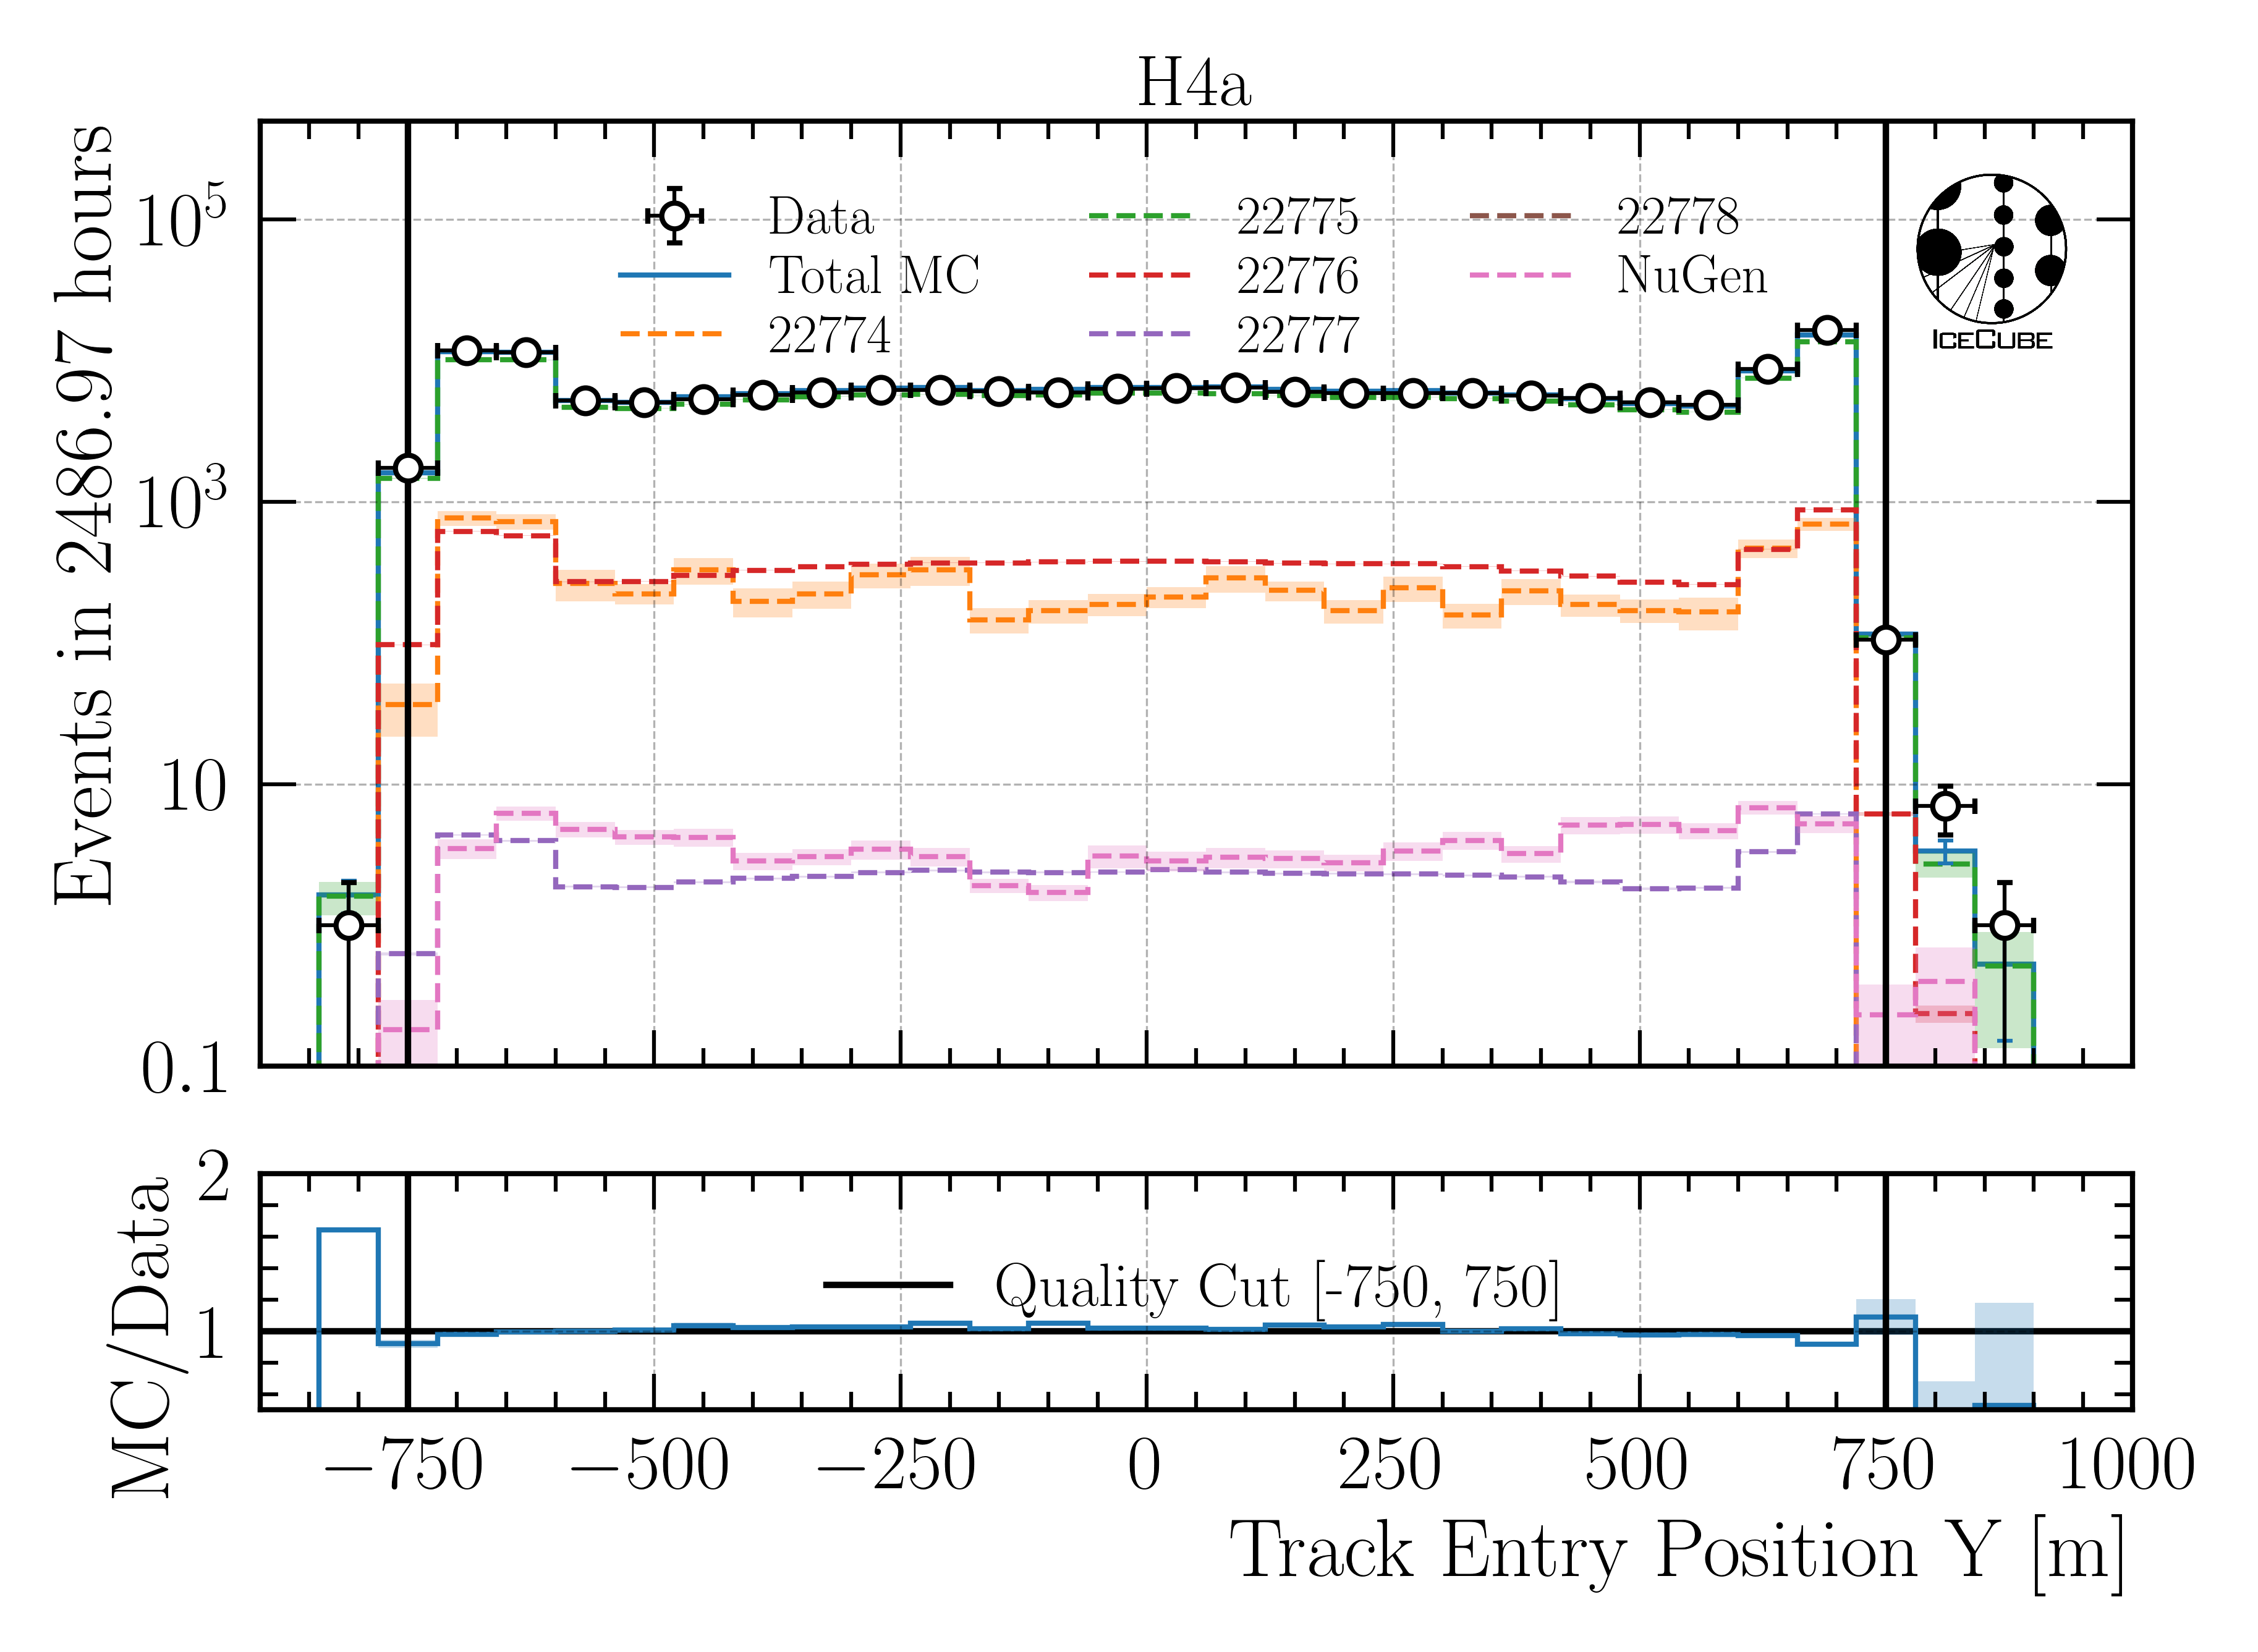 H4a
Events in 2486.97 hours
10^5
10^3
10
0.1
Data
Total MC
22774
22775
22776
22777
22778
NuGen
ICECUBE
MC/Data
2
1
Quality Cut [-750, 750]
−750 −500 −250 0 250 500 750 1000
Track Entry Position Y [m]